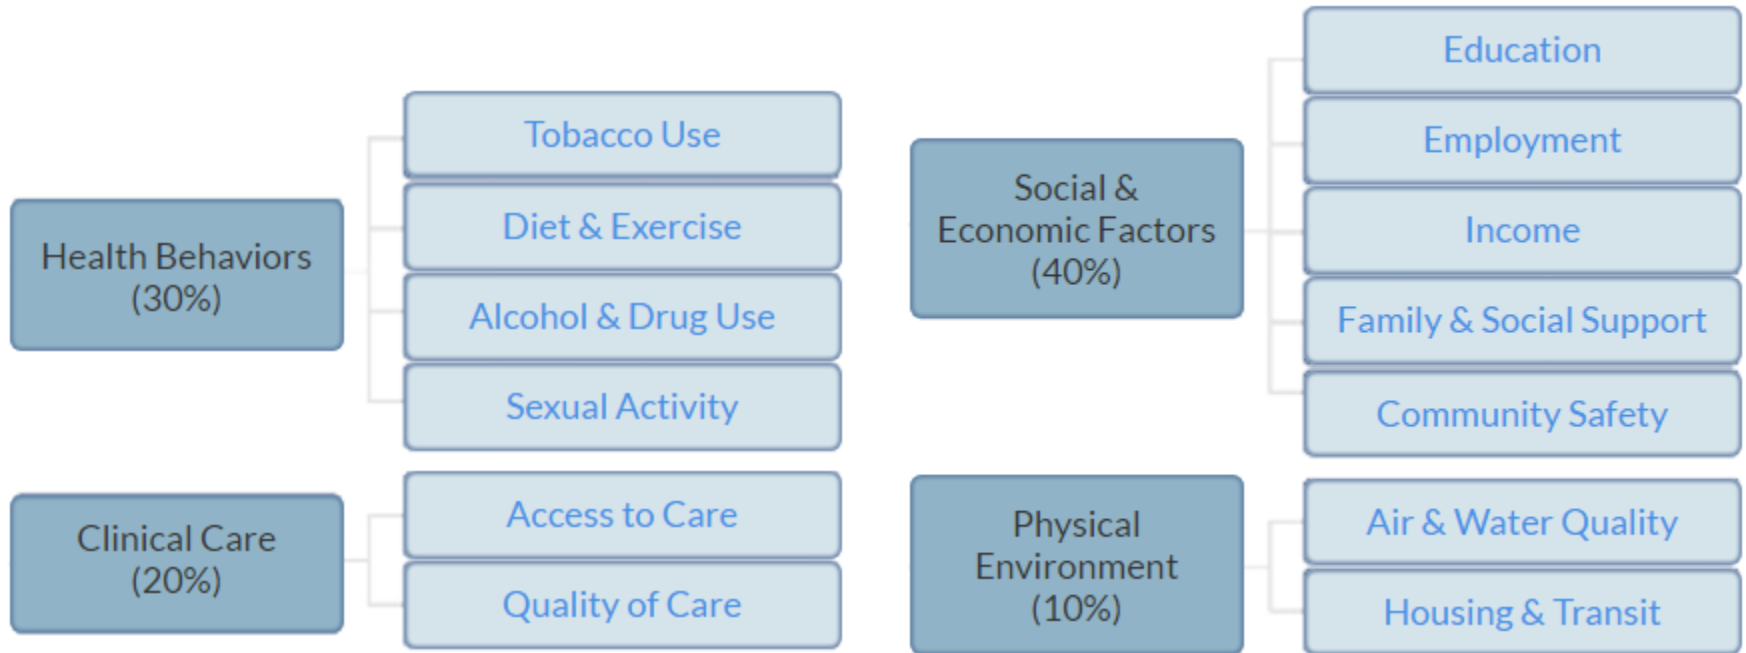 Health Behaviors
(30%)
Tobacco Use
Diet & Exercise
Alcohol & Drug Use
Sexual Activity
Clinical Care
(20%)
Access to Care
Quality of Care
Social &
Economic Factors
(40%)
Education
Employment
Income
Family & Social Support
Community Safety
Physical
Environment
(10%)
Air & Water Quality
Housing & Transit